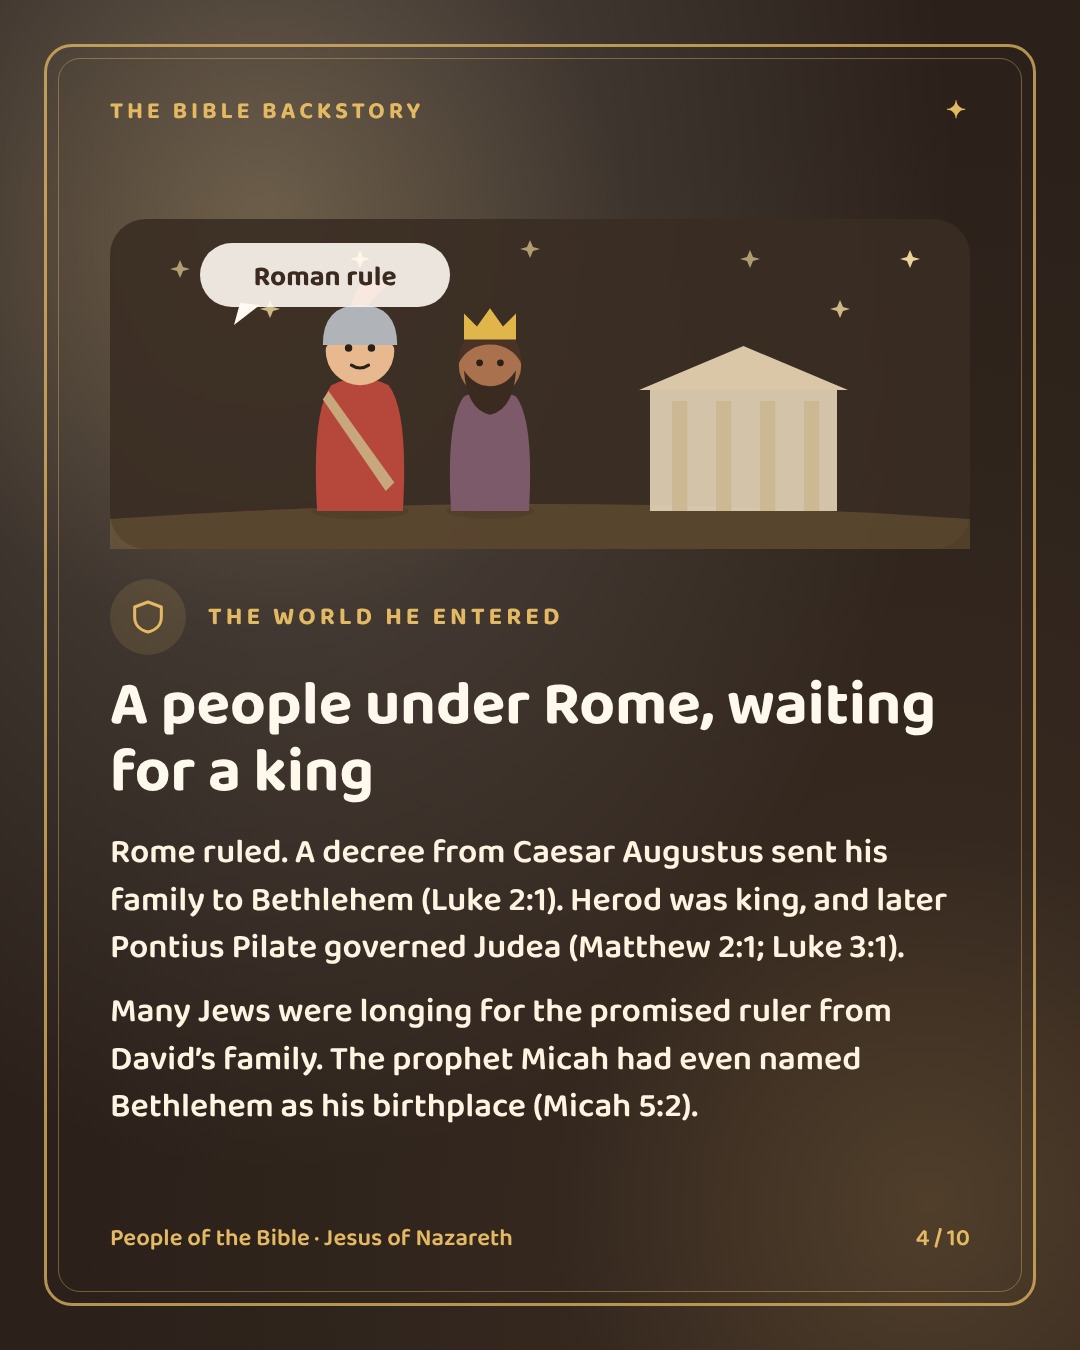 THE BIBLE BACKSTORY
Roman rule
THE WORLD HE ENTERED
A people under Rome, waiting
for a king
Rome ruled. A decree from Caesar Augustus sent his
family to Bethlehem (Luke 2:1). Herod was king, and later
Pontius Pilate governed Judea (Matthew 2:1; Luke 3:1).
Many Jews were longing for the promised ruler from
David's family. The prophet Micah had even named
Bethlehem as his birthplace (Micah 5:2).
People of the Bible · Jesus of Nazareth
4 / 10